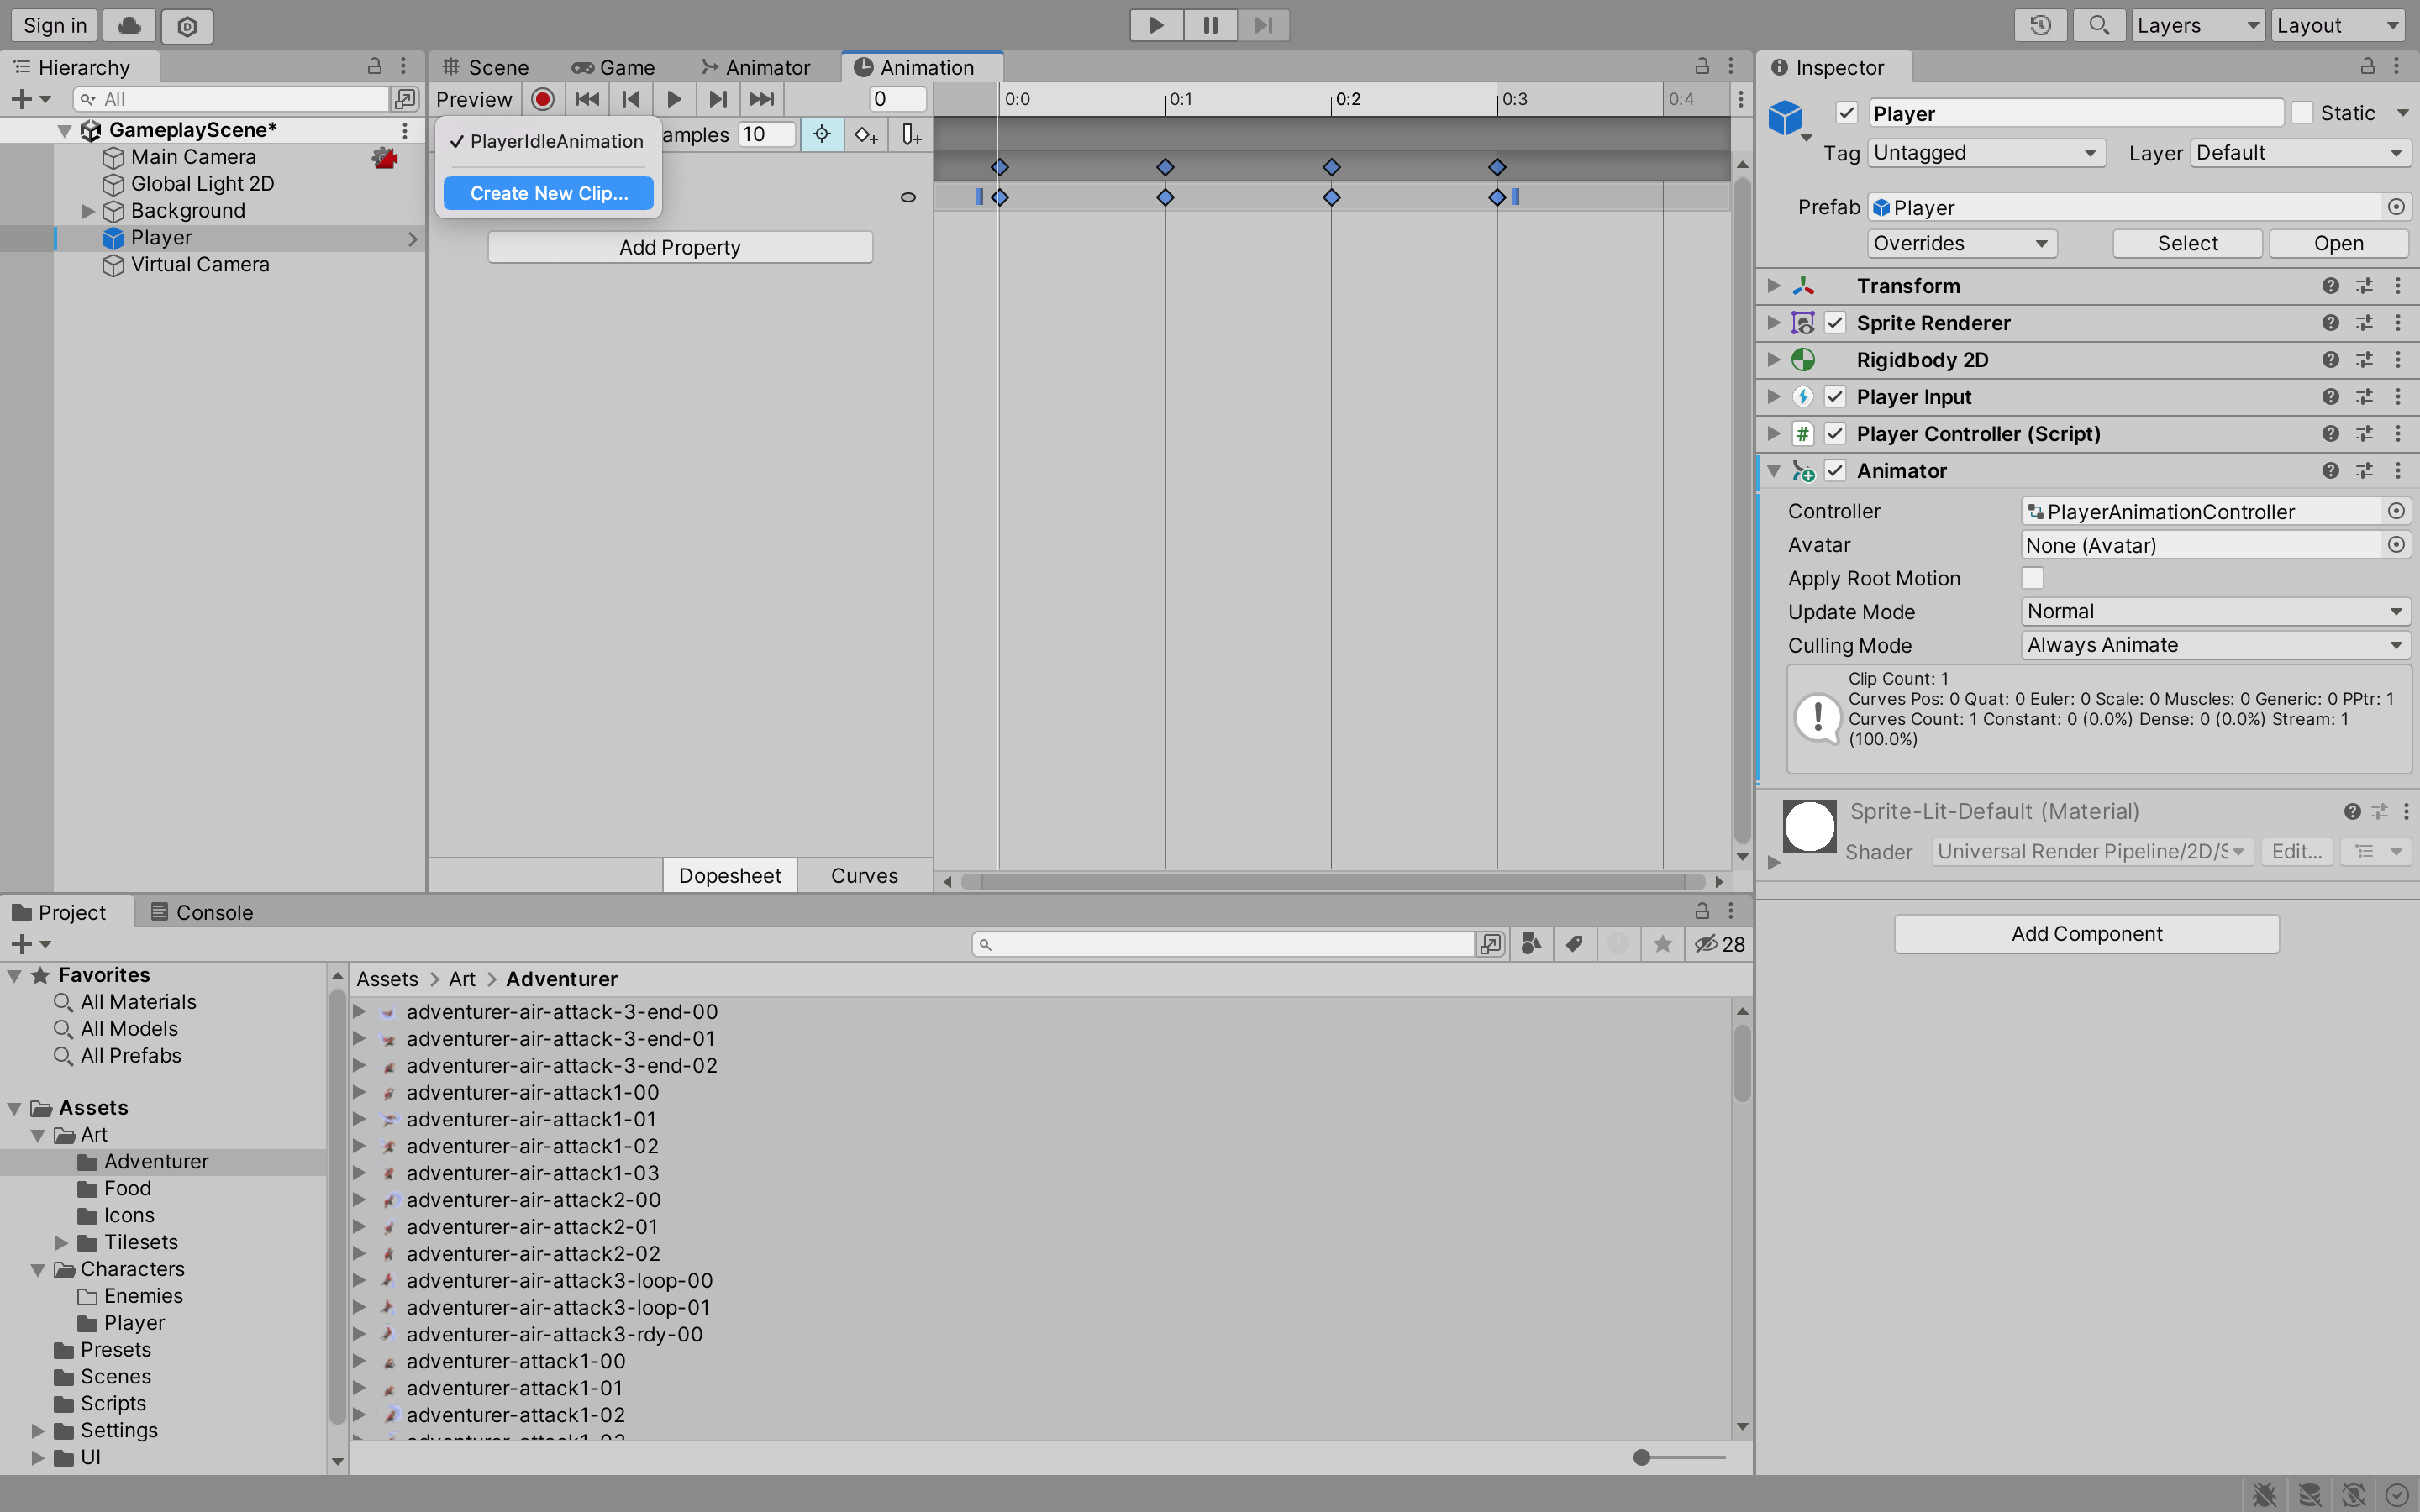 Sign in
Layers
Layout
Hierarchy
All
GameplayScene*
Main Camera
Global Light 2D
Background
Player
Virtual Camera
Scene
Game
Animator
Animation
Preview
0
0:0
0:1
0:2
0:3
0:4
PlayerIdleAnimation
amples
10
Create New Clip...
Add Property
Dopesheet
Curves
Inspector
Player
Static
Tag
Untagged
Layer
Default
Prefab
Player
Overrides
Select
Open
Transform
Sprite Renderer
Rigidbody 2D
Player Input
Player Controller (Script)
Animator
Controller
PlayerAnimationController
Avatar
None (Avatar)
Apply Root Motion
Update Mode
Normal
Culling Mode
Always Animate
Clip Count: 1
Curves Pos: 0 Quat: 0 Euler: 0 Scale: 0 Muscles: 0 Generic: 0 PPtr: 1
Curves Count: 1 Constant: 0 (0.0%) Dense: 0 (0.0%) Stream: 1
(100.0%)
Sprite-Lit-Default (Material)
Shader
Universal Render Pipeline/2D/S
Edit...
Add Component
Project
Console
28
Favorites
All Materials
All Models
All Prefabs
Assets
Art
Adventurer
Food
Icons
Tilesets
Characters
Enemies
Player
Presets
Scenes
Scripts
Settings
UI
Assets > Art > Adventurer
adventurer-air-attack-3-end-00
adventurer-air-attack-3-end-01
adventurer-air-attack-3-end-02
adventurer-air-attack1-00
adventurer-air-attack1-01
adventurer-air-attack1-02
adventurer-air-attack1-03
adventurer-air-attack2-00
adventurer-air-attack2-01
adventurer-air-attack2-02
adventurer-air-attack3-loop-00
adventurer-air-attack3-loop-01
adventurer-air-attack3-rdy-00
adventurer-attack1-00
adventurer-attack1-01
adventurer-attack1-02